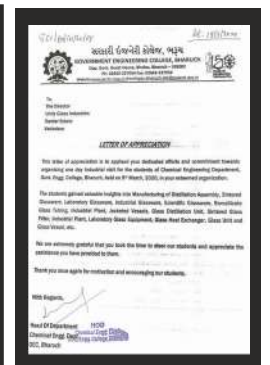 સરકારી ઈજનેરી કોલેજ, ભરૂચ
GOVERNMENT ENGINEERING COLLEGE, BHARUCH
To
The Director
Unity Glass Industries
Vadodara
LETTER OF APPRECIATION
This letter of appreciation is to applaud your dedicated efforts and commitment towards
organizing one day Industrial visit for the students of Chemical Engineering Department,
Govt. Engg. College, Bharuch, held on March, 2020, in your esteemed organization.
The students gained valuable insights into Manufacturing of Distillation Assembly, Sintered
Glassware, Laboratory Glassware, Industrial Glassware, Scientific Glassware, Borosilicate
Glass Tubing, Industrial Plant, Jacketed Vessels, Glass Distillation Unit, Sintered Glass
Filter, Industrial Plant, Laboratory Glass Equipment, Glass Heat Exchanger, Glass Unit and
Glass Vessel, etc.
We are extremely grateful that you took the time to steer our students and appreciate the
assistance you have provided to them.
Thank you once again for motivation and encouraging our students.
With Regards,
Head Of Department
Chemical Engg. Dept.
GEC, Bharuch
HOD